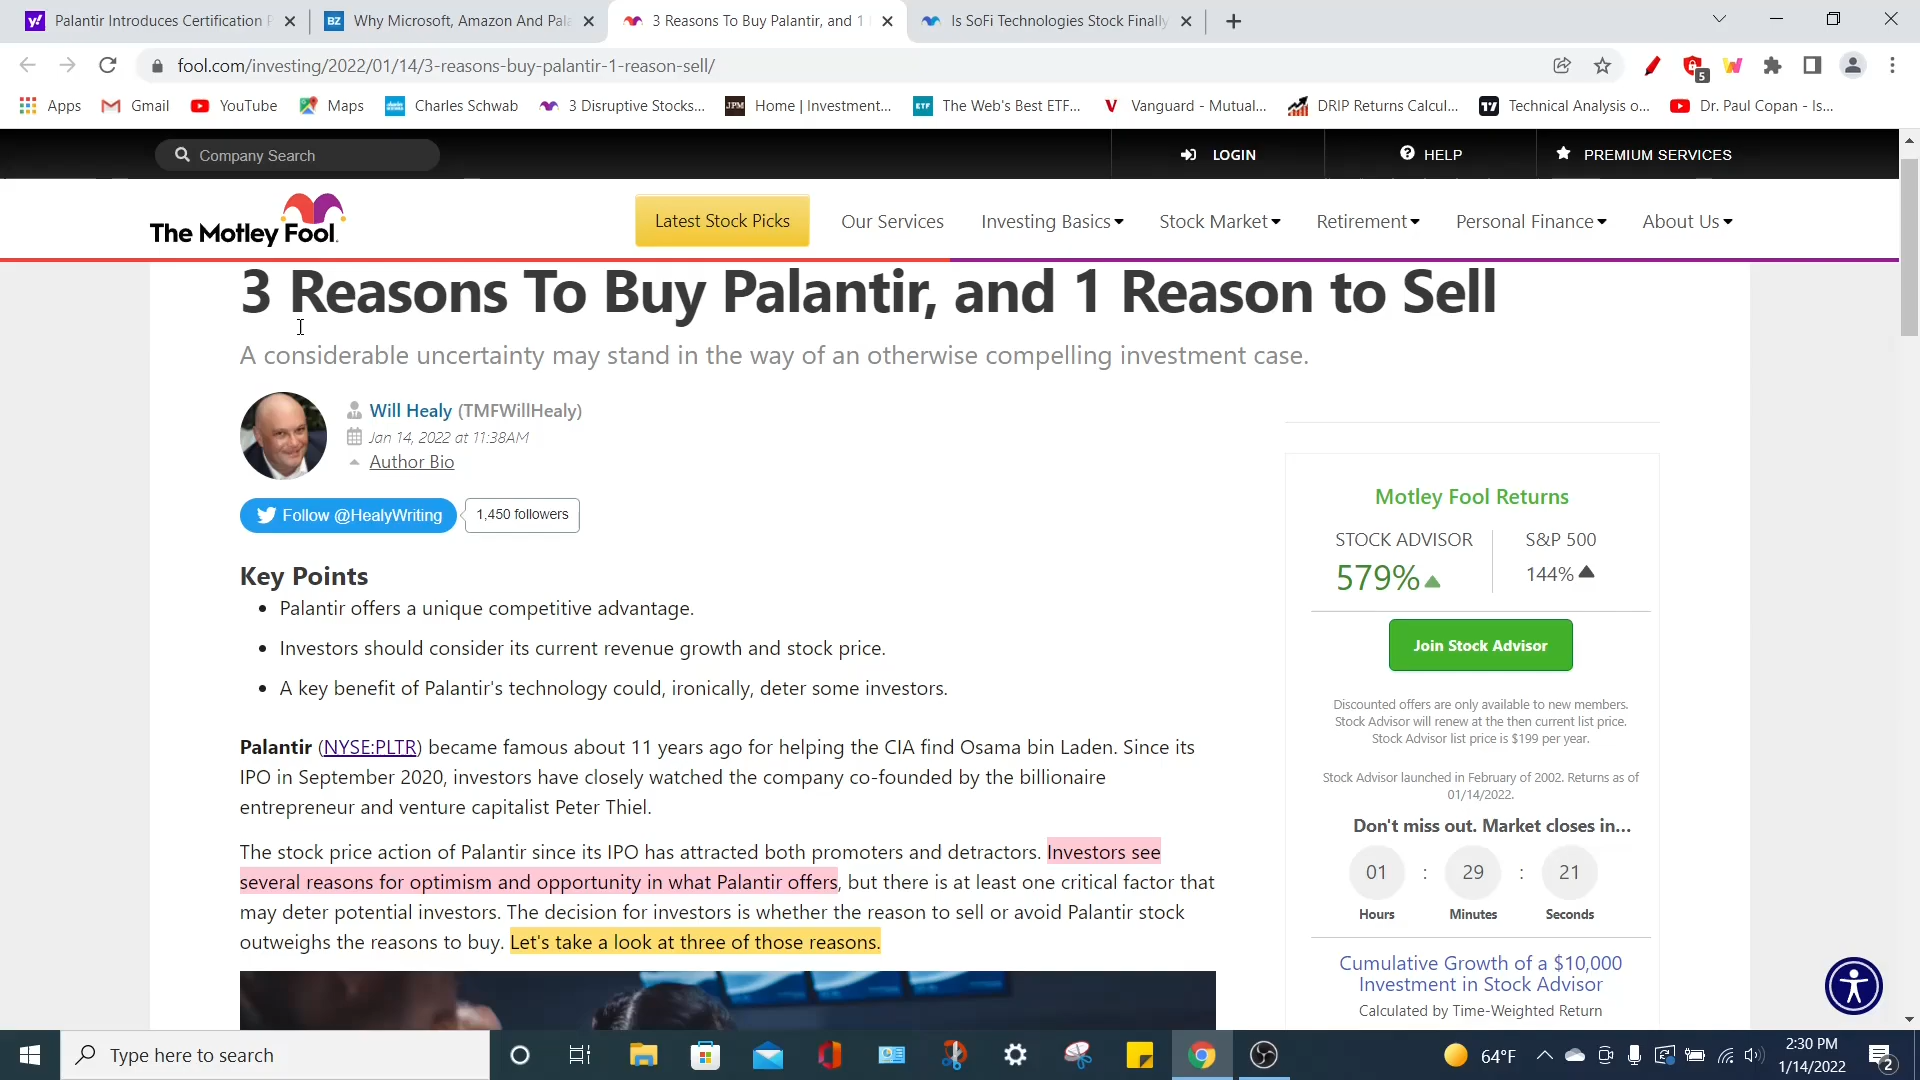 Palantir Introduces Certification P
Why Microsoft, Amazon And Pala
3 Reasons To Buy Palantir, and 1
Is SoFi Technologies Stock Finally
fool.com/investing/2022/01/14/3-reasons-buy-palantir-1-reason-sell/
5
Apps
Gmail
YouTube
Maps
Charles Schwab
3 Disruptive Stocks...
Home | Investment...
The Web's Best ETF...
Vanguard - Mutual...
DRIP Returns Calcul...
Technical Analysis o...
Dr. Paul Copan - Is...
Company Search
LOGIN
HELP
PREMIUM SERVICES
The Motley Fool.
Latest Stock Picks
Our Services
Investing Basics
Stock Market
Retirement
Personal Finance
About Us
3 Reasons To Buy Palantir, and 1 Reason to Sell
A considerable uncertainty may stand in the way of an otherwise compelling investment case.
Will Healy (TMFWillHealy)
Jan 14, 2022 at 11:38AM
Author Bio
Follow @HealyWriting
1,450 followers
Key Points
• Palantir offers a unique competitive advantage.
• Investors should consider its current revenue growth and stock price.
• A key benefit of Palantir's technology could, ironically, deter some investors.
Palantir (NYSE:PLTR) became famous about 11 years ago for helping the CIA find Osama bin Laden. Since its
IPO in September 2020, investors have closely watched the company co-founded by the billionaire
entrepreneur and venture capitalist Peter Thiel.
The stock price action of Palantir since its IPO has attracted both promoters and detractors. Investors see
several reasons for optimism and opportunity in what Palantir offers, but there is at least one critical factor that
may deter potential investors. The decision for investors is whether the reason to sell or avoid Palantir stock
outweighs the reasons to buy. Let's take a look at three of those reasons.
Motley Fool Returns
STOCK ADVISOR
S&P 500
579%
144%
Join Stock Advisor
Discounted offers are only available to new members.
Stock Advisor will renew at the then current list price.
Stock Advisor list price is $199 per year.
Stock Advisor launched in February of 2002. Returns as of
01/14/2022.
Don't miss out. Market closes in...
01 : 29 : 21
Hours Minutes Seconds
Cumulative Growth of a $10,000
Investment in Stock Advisor
Calculated by Time-Weighted Return
Type here to search
64°F
2:30 PM
1/14/2022
2